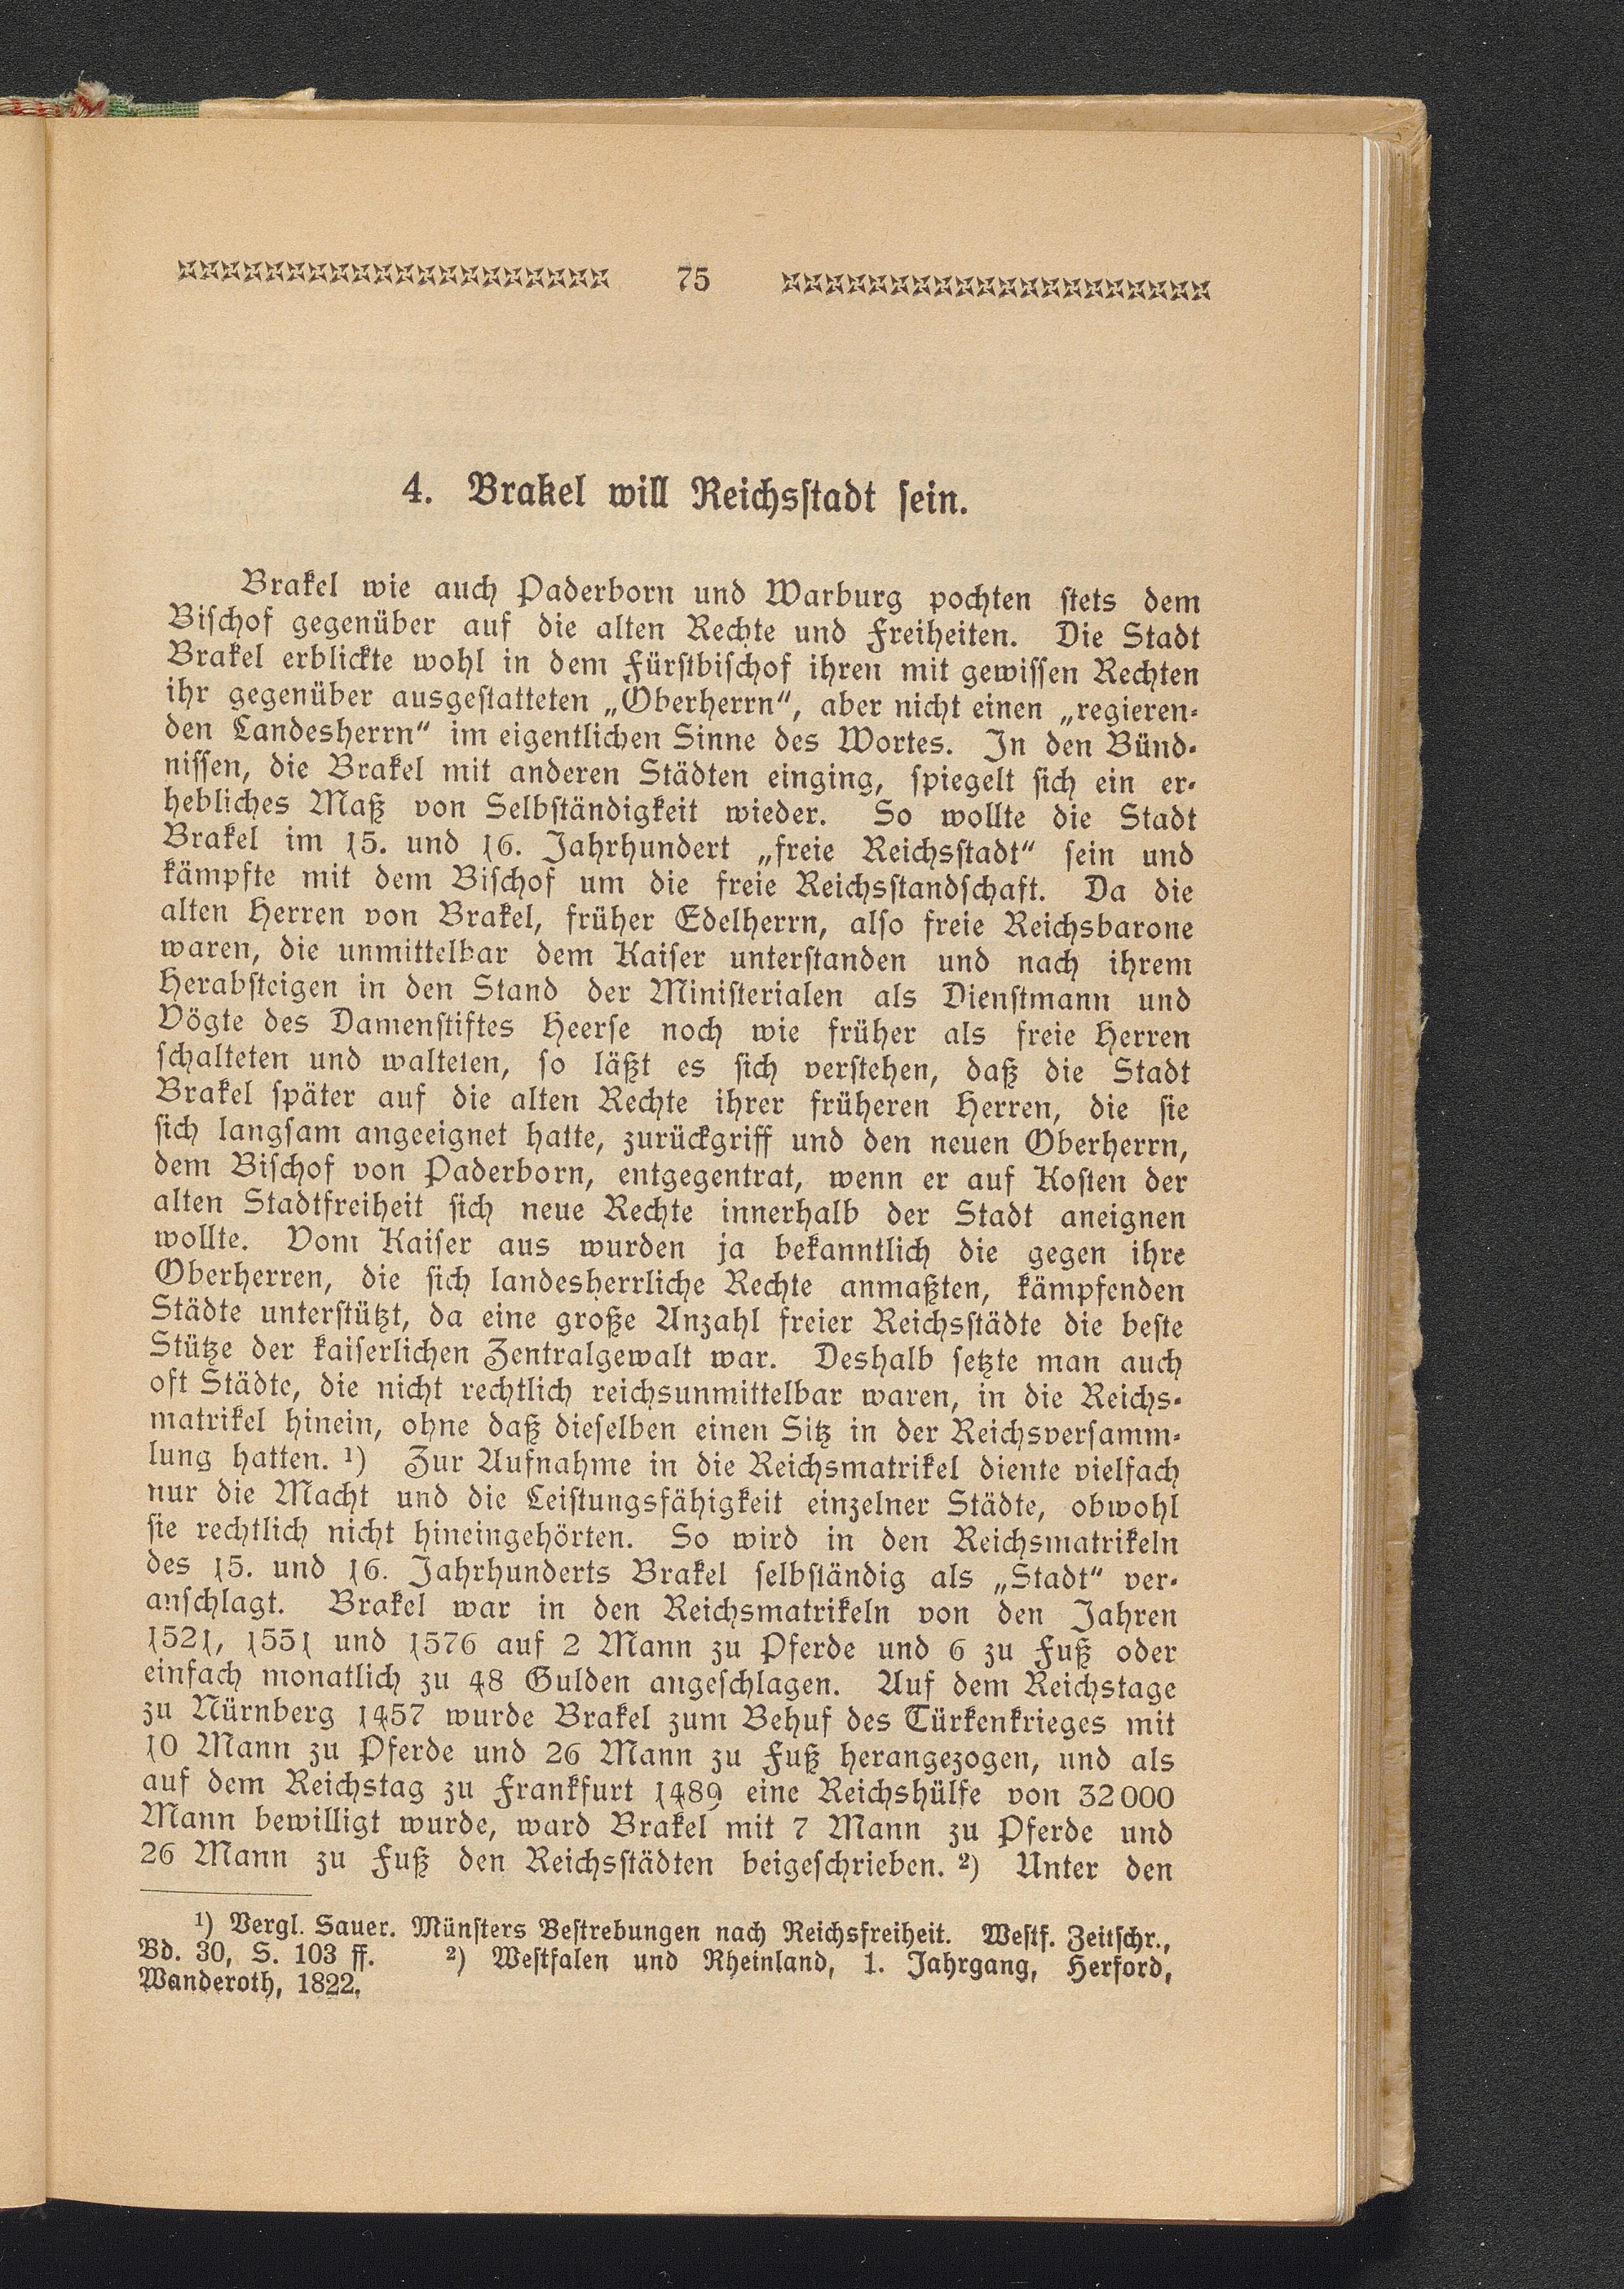 75
4. Brakel will Reichsstadt sein.
Brakel wie auch Paderborn und Warburg pochten stets dem
Bischof gegenüber auf die alten Rechte und Freiheiten. Die Stadt
Brakel erblickte wohl in dem Fürstbischof ihren mit gewissen Rechten
ihr gegenüber ausgestatteten „Oberherrn“, aber nicht einen „regieren-
den Landesherrn“ im eigentlichen Sinne des Wortes. In den Bünd-
nissen, die Brakel mit anderen Städten einging, spiegelt sich ein er-
hebliches Maß von Selbständigkeit wieder. So wollte die Stadt
Brakel im 15. und 16. Jahrhundert „freie Reichsstadt“ sein und
kämpfte mit dem Bischof um die freie Reichsstandschaft. Da die
alten Herren von Brakel, früher Edelherrn, also freie Reichsbarone
waren, die unmittelbar dem Kaiser unterstanden und nach ihrem
Herabsteigen in den Stand der Ministerialen als Dienstmann und
Vögte des Damenstiftes Heerse noch wie früher als freie Herren
schalteten und walteten, so läßt es sich verstehen, daß die Stadt
Brakel später auf die alten Rechte ihrer früheren Herren, die sie
sich langsam angeeignet hatte, zurückgriff und den neuen Oberherrn,
dem Bischof von Paderborn, entgegentrat, wenn er auf Kosten der
alten Stadtfreiheit sich neue Rechte innerhalb der Stadt aneignen
wollte. Vom Kaiser aus wurden ja bekanntlich die gegen ihre
Oberherren, die sich landesherrliche Rechte anmaßten, kämpfenden
Städte unterstützt, da eine große Anzahl freier Reichsstädte die beste
Stütze der kaiserlichen Zentralgewalt war. Deshalb setzte man auch
oft Städte, die nicht rechtlich reichsunmittelbar waren, in die Reichs-
matrikel hinein, ohne daß dieselben einen Sitz in der Reichsversamm-
lung hatten. ¹) Zur Aufnahme in die Reichsmatrikel diente vielfach
nur die Macht und die Leistungsfähigkeit einzelner Städte, obwohl
sie rechtlich nicht hineingehörten. So wird in den Reichsmatrikeln
des 15. und 16. Jahrhunderts Brakel selbständig als „Stadt“ ver-
anschlagt. Brakel war in den Reichsmatrikeln von den Jahren
1521, 1551 und 1576 auf 2 Mann zu Pferde und 6 zu Fuß oder
einfach monatlich zu 48 Gulden angeschlagen. Auf dem Reichstage
zu Nürnberg 1457 wurde Brakel zum Behuf des Türkenkrieges mit
10 Mann zu Pferde und 26 Mann zu Fuß herangezogen, und als
auf dem Reichstag zu Frankfurt 1489 eine Reichshülfe von 32000
Mann bewilligt wurde, ward Brakel mit 7 Mann zu Pferde und
26 Mann zu Fuß den Reichsstädten beigeschrieben. ²) Unter den
¹) Vergl. Sauer. Münsters Bestrebungen nach Reichsfreiheit. Westf. Zeitschr.,
Bd. 30, S. 103 ff. ²) Westfalen und Rheinland, 1. Jahrgang, Herford,
Wanderoth, 1822.